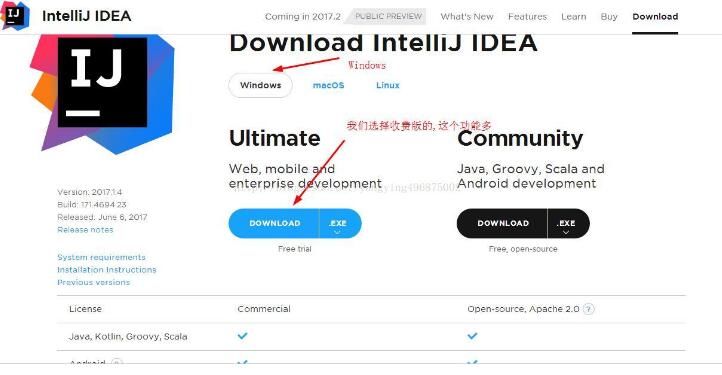 IJ IntelliJ IDEA
Coming in 2017.2 PUBLIC PREVIEW What's New Features Learn Buy Download
Download IntelliJ IDEA
IJ
Windows
Windows macOS Linux
我们选择收费版的,这个功能多
Ultimate
Community
Web, mobile and
enterprise development
Java, Groovy, Scala and
Android development
Version: 2017.1.4
Build: 171.4694.23
Released: June 6, 2017
Release notes
DOWNLOAD .EXE
DOWNLOAD .EXE
Free trial
Free, open-source
System requirements
Installation Instructions
Previous versions
License Commercial Open-source, Apache 2.0 ?
Java, Kotlin, Groovy, Scala
Android ?